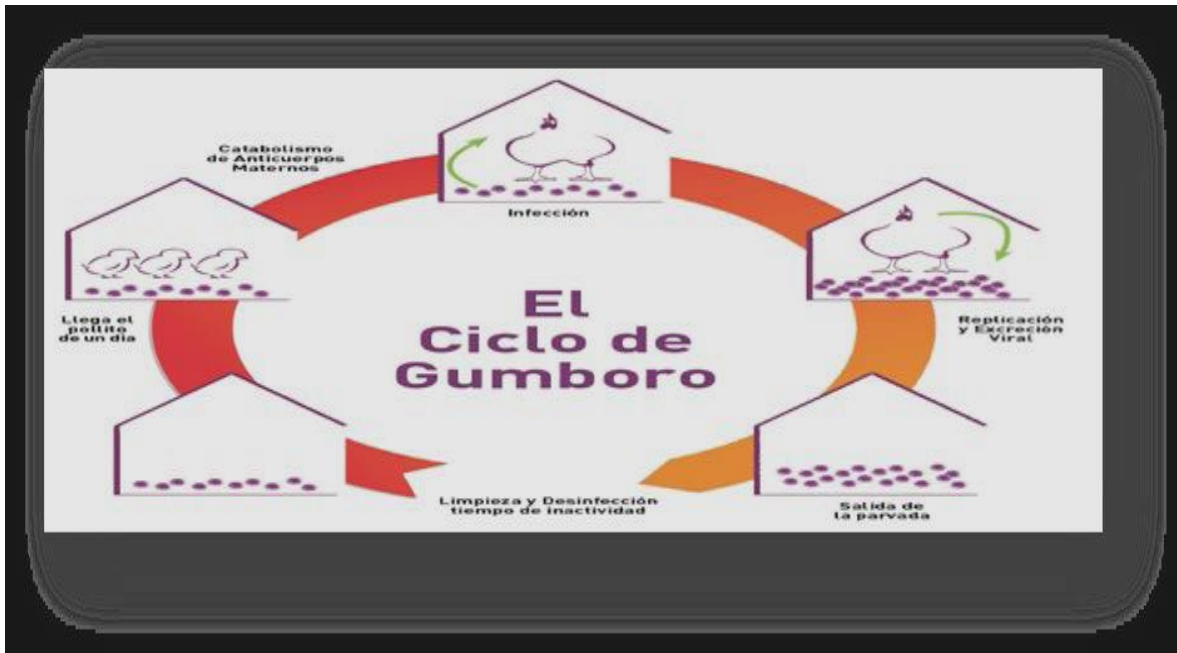 Catabolismo
de Anticuerpos
Maternos
Infección
Llega el
pollito
de un dia
El
Ciclo de
Gumboro
Replicación
y Excreción
Viral
Limpieza y Desinfección
tiempo de inactividad
Salida de
la parvada